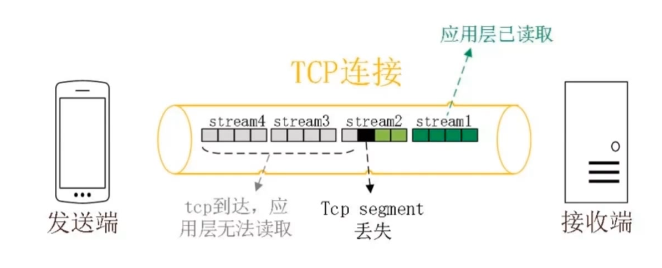 应用层已读取
TCP连接
stream4 stream3 stream2 stream1
发送端
tcp到达，应
用层无法读取
Tcp segment
丢失
接收端